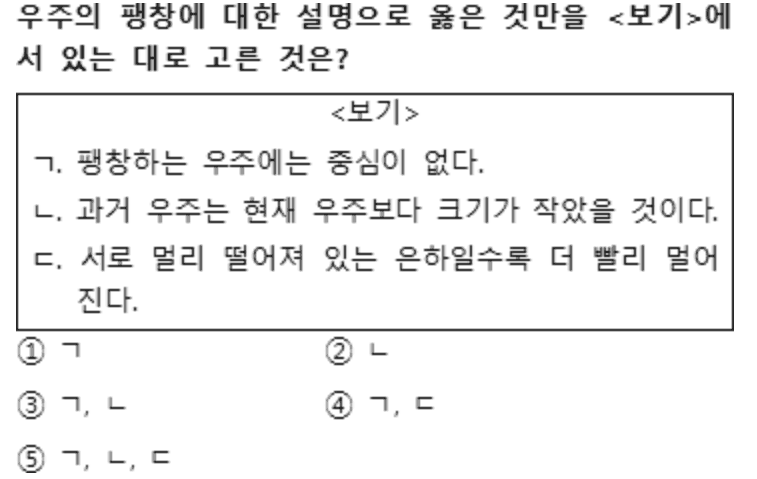 우주의 팽창에 대한 설명으로 옳은 것만을 <보기>에
서 있는 대로 고른 것은?
<보기>
ㄱ. 팽창하는 우주에는 중심이 없다.
ㄴ. 과거 우주는 현재 우주보다 크기가 작았을 것이다.
ㄷ. 서로 멀리 떨어져 있는 은하일수록 더 빨리 멀어
진다.
① ㄱ ② ㄴ
③ ㄱ, ㄴ ④ ㄱ, ㄷ
⑤ ㄱ, ㄴ, ㄷ